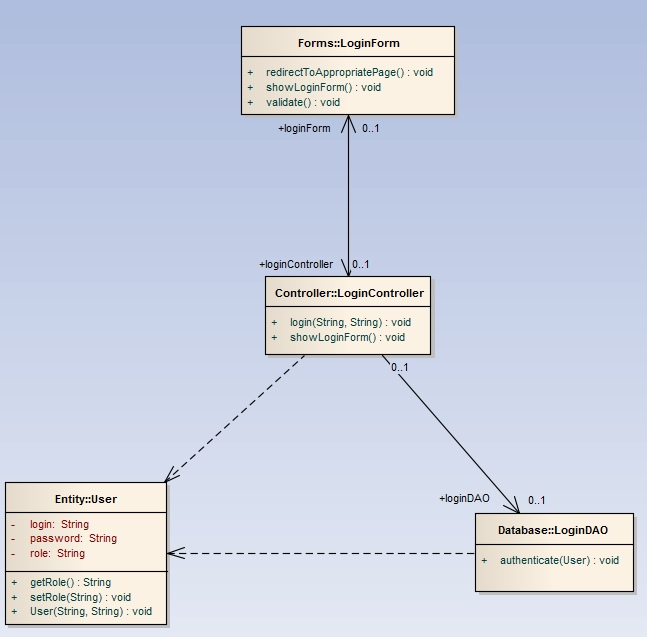 Forms::LoginForm
+ redirectToAppropriatePage() : void
+ showLoginForm() : void
+ validate() : void
+loginForm 0..1
+loginController 0..1
Controller::LoginController
+ login(String, String) : void
+ showLoginForm() : void
0..1
+loginDAO 0..1
Entity::User
- login: String
- password: String
- role: String
+ getRole() : String
+ setRole(String) : void
+ User(String, String) : void
Database::LoginDAO
+ authenticate(User) : void